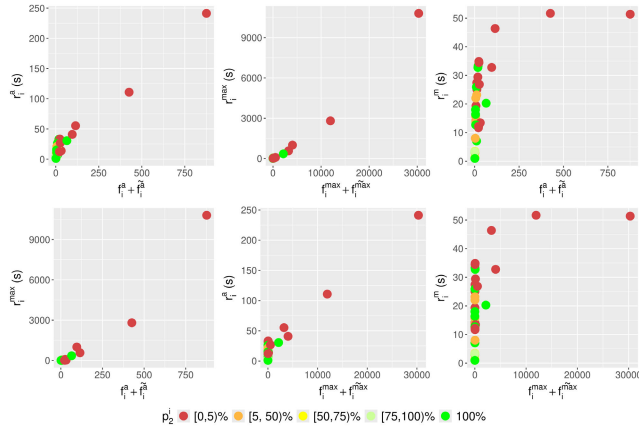 250
200
150
100
50
0
r_i^a (s)
0 250 500 750
f_i^a + f_i^ã
9000
6000
3000
0
r_i^max (s)
0 10000 20000 30000
f_i^max + f_i^m̃ax
50
40
30
20
10
0
r_i^m (s)
0 250 500 750
f_i^a + f_i^ã
9000
6000
3000
0
r_i^max (s)
0 250 500 750
f_i^a + f_i^ã
250
200
150
100
50
0
r_i^a (s)
0 10000 20000 30000
f_i^max + f_i^m̃ax
50
40
30
20
10
0
r_i^m (s)
0 10000 20000 30000
f_i^max + f_i^m̃ax
p_2^i [0,5)% [5, 50)% [50,75)% [75,100)% 100%